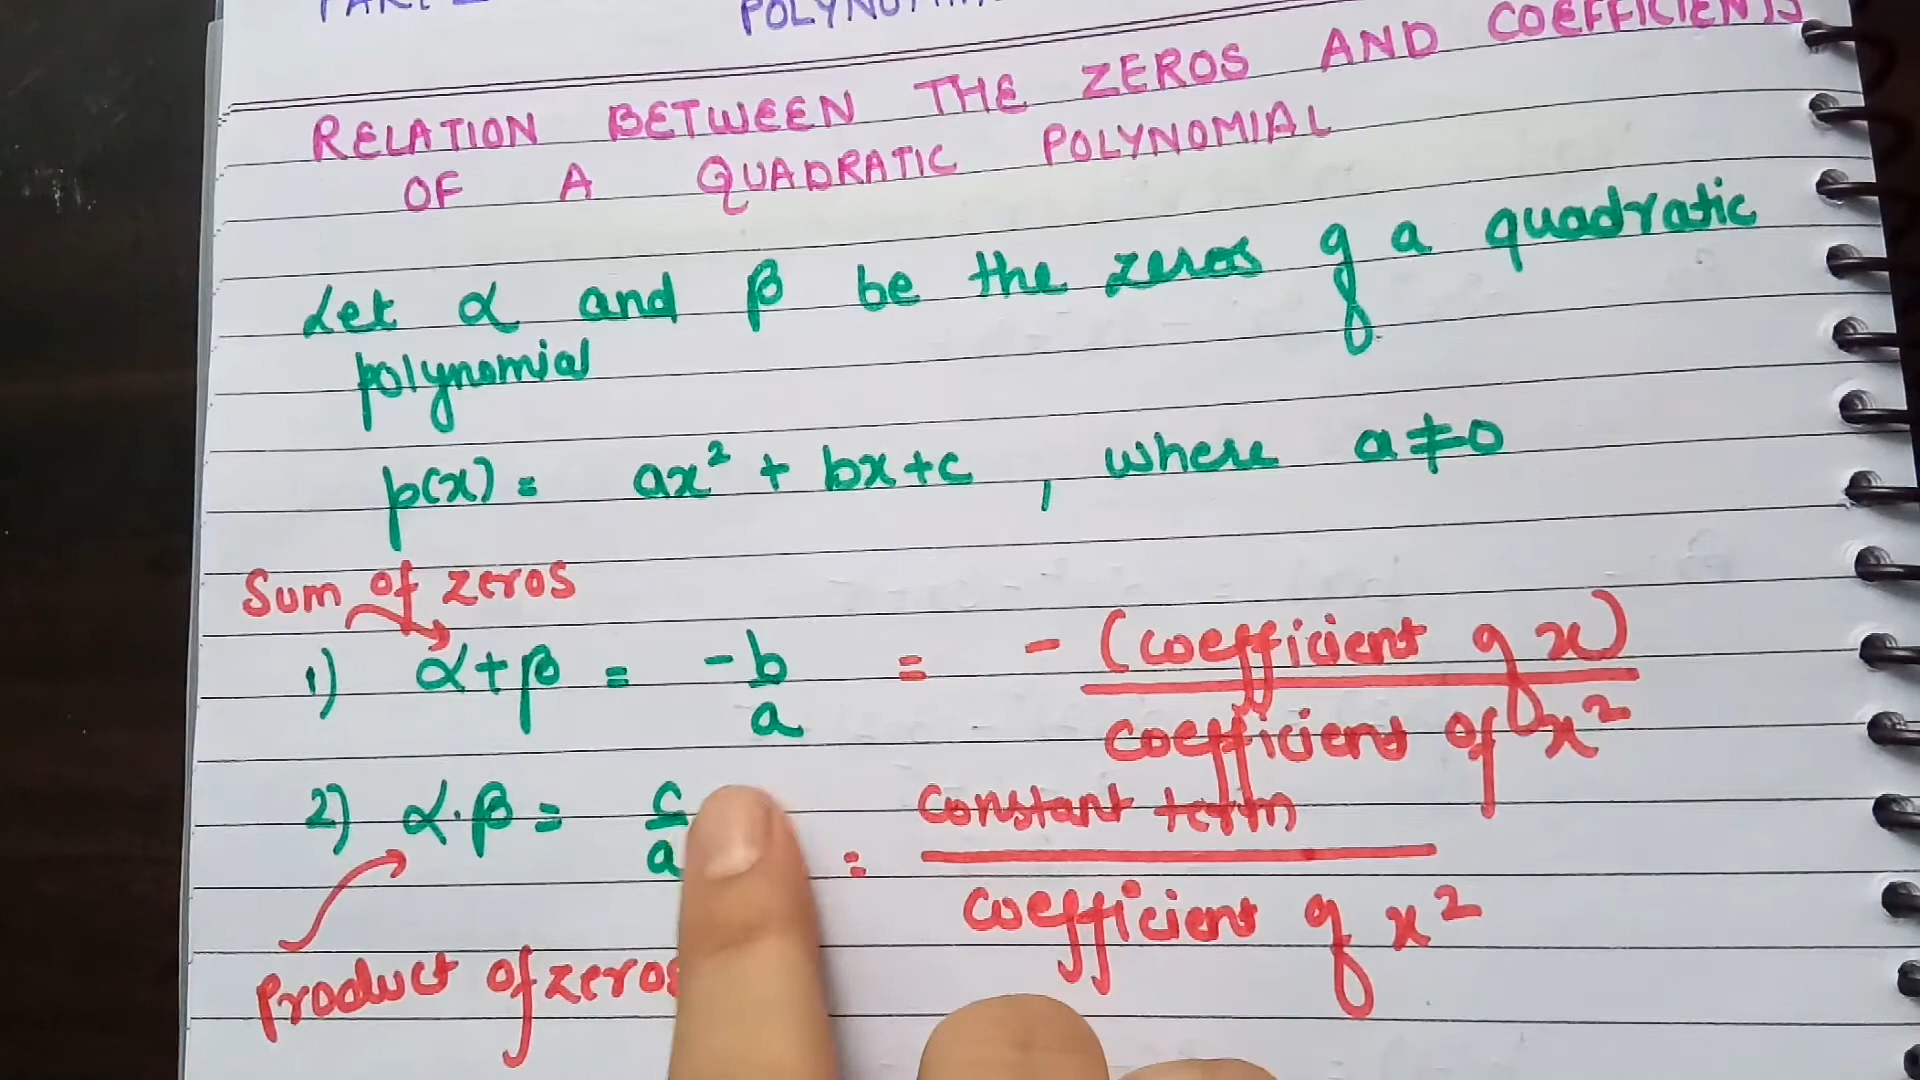 PART 2
RELATION BETWEEN THE ZEROS AND COEFFICIENTS
OF A QUADRATIC POLYNOMIAL
Let α and β be the zeros of a quadratic
polynomial
p(x) = ax² + bx + c , where a ≠ 0
Sum of zeros
1) α+β = -b/a = - (coefficient of x)/coefficient of x²
2) α.β = c/a = constant term/coefficient of x²
Product of zeros